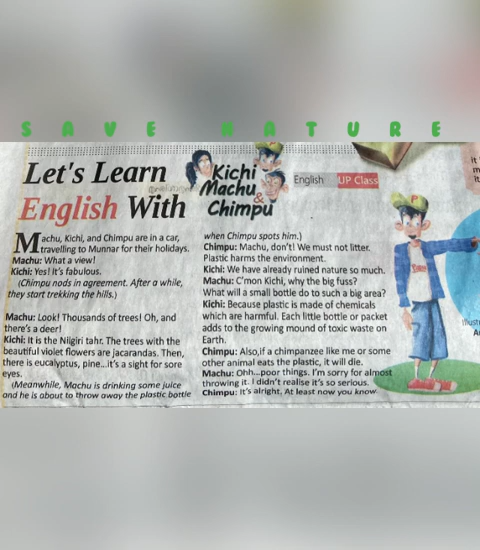 SAVE NATURE
Let's Learn
English With
Kichi
Machu
&
Chimpu
English UP Class
Machu, Kichi, and Chimpu are in a car,
travelling to Munnar for their holidays.
Machu: What a view!
Kichi: Yes! It's fabulous.
(Chimpu nods in agreement. After a while,
they start trekking the hills.)
Machu: Look! Thousands of trees! Oh, and
there's a deer!
Kichi: It is the Nilgiri tahr. The trees with the
beautiful violet flowers are jacarandas. Then,
there is eucalyptus, pine...it's a sight for sore
eyes.
(Meanwhile, Machu is drinking some juice
and he is about to throw away the plastic bottle
when Chimpu spots him.)
Chimpu: Machu, don't! We must not litter.
Plastic harms the environment.
Kichi: We have already ruined nature so much.
Machu: C'mon Kichi, why the big fuss?
What will a small bottle do to such a big area?
Kichi: Because plastic is made of chemicals
which are harmful. Each little bottle or packet
adds to the growing mound of toxic waste on
Earth.
Chimpu: Also,if a chimpanzee like me or some
other animal eats the plastic, it will die.
Machu: Ohh...poor things. I'm sorry for almost
throwing it. I didn't realise it's so serious.
Chimpu: It's alright. At least now you know.
P
it
m
It
Illust
A